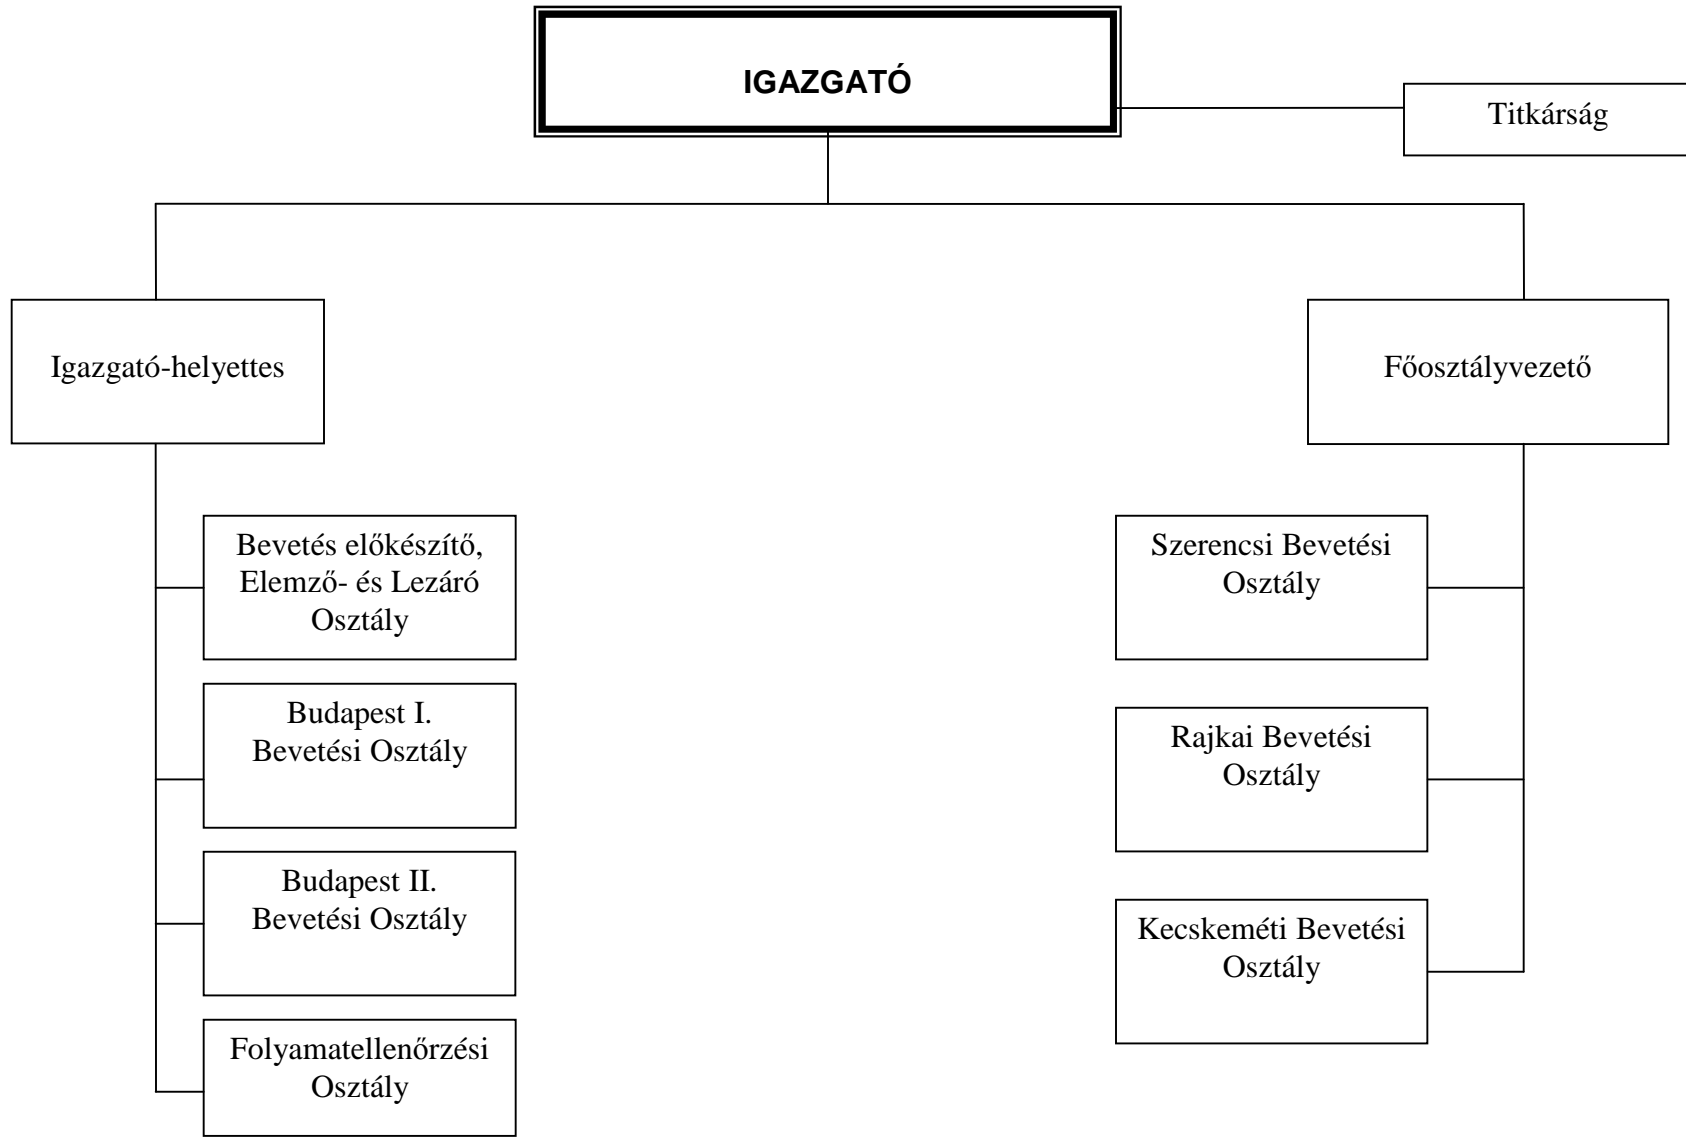 IGAZGATÓ
Titkárság
Igazgató-helyettes
Főosztályvezető
Bevetés előkészítő,
Elemző- és Lezáró
Osztály
Budapest I.
Bevetési Osztály
Budapest II.
Bevetési Osztály
Folyamatellenőrzési
Osztály
Szerencsi Bevetési
Osztály
Rajkai Bevetési
Osztály
Kecskeméti Bevetési
Osztály